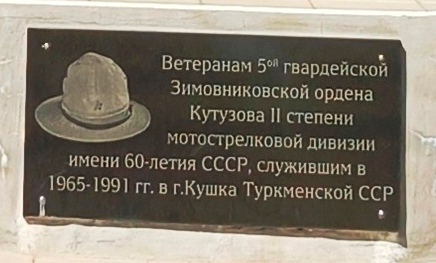 Ветеранам 5ой гвардейской
Зимовниковской ордена
Кутузова II степени
мотострелковой дивизии
имени 60-летия СССР, служившим в
1965-1991 гг. в г.Кушка Туркменской ССР